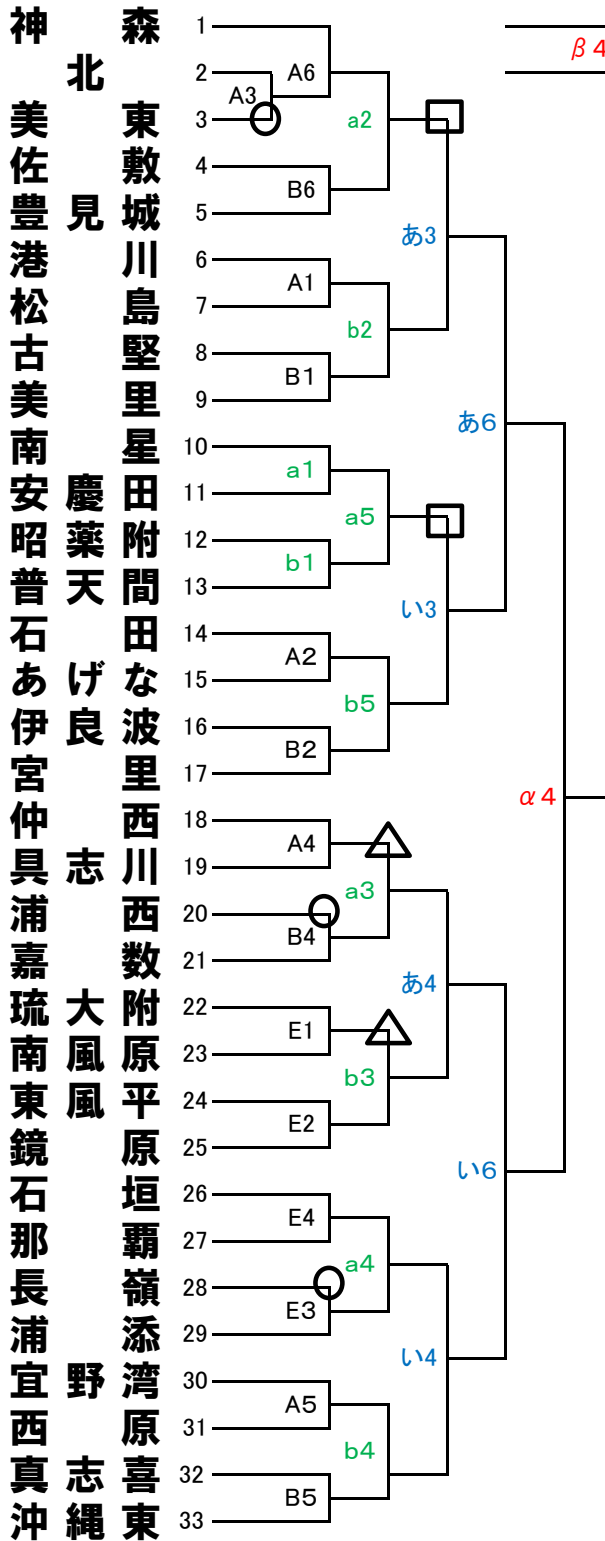 神森 1
北 2
美東 3
佐敷 4
豊見城 5
港川 6
松島 7
古堅 8
美里 9
南星 10
安慶田 11
昭薬附 12
普天間 13
石田 14
あげな 15
伊良波 16
宮里 17
仲西 18
具志川 19
浦西 20
嘉数 21
琉大附 22
南風原 23
東風平 24
鏡原 25
石垣 26
那覇 27
長嶺 28
浦添 29
宜野湾 30
西原 31
真志喜 32
沖縄東 33
A3
A6
B6
A1
B1
a1
b1
A2
B2
A4
B4
E1
E2
E4
E3
A5
B5
a2
b2
a5
b5
a3
b3
a4
b4
あ3
い3
あ4
い4
あ6
い6
α4
β4